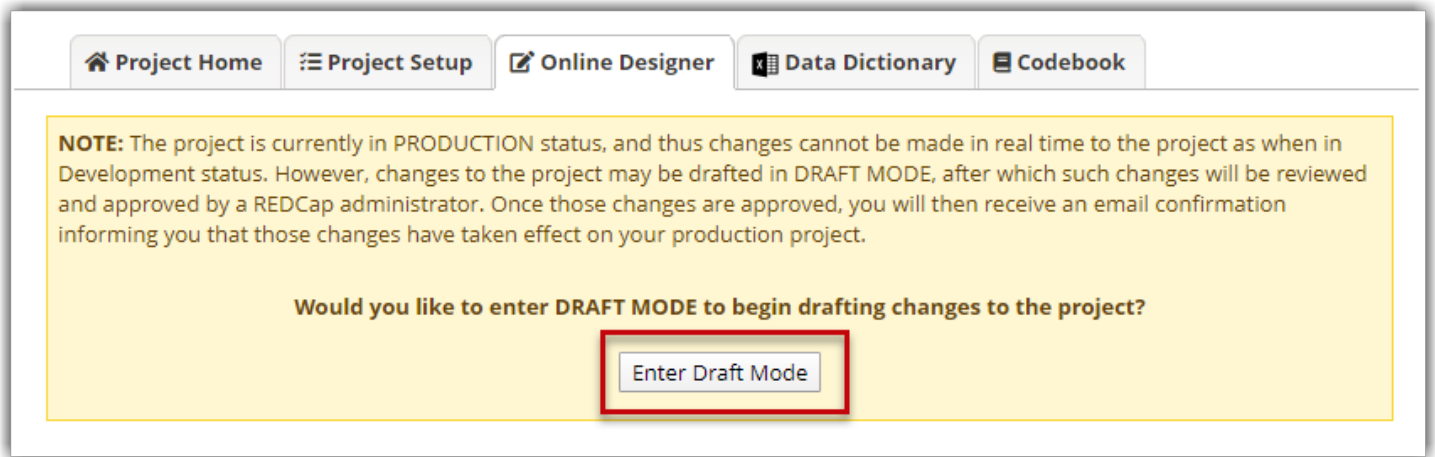 Project Home Project Setup Online Designer Data Dictionary Codebook
NOTE: The project is currently in PRODUCTION status, and thus changes cannot be made in real time to the project as when in
Development status. However, changes to the project may be drafted in DRAFT MODE, after which such changes will be reviewed
and approved by a REDCap administrator. Once those changes are approved, you will then receive an email confirmation
informing you that those changes have taken effect on your production project.
Would you like to enter DRAFT MODE to begin drafting changes to the project?
Enter Draft Mode